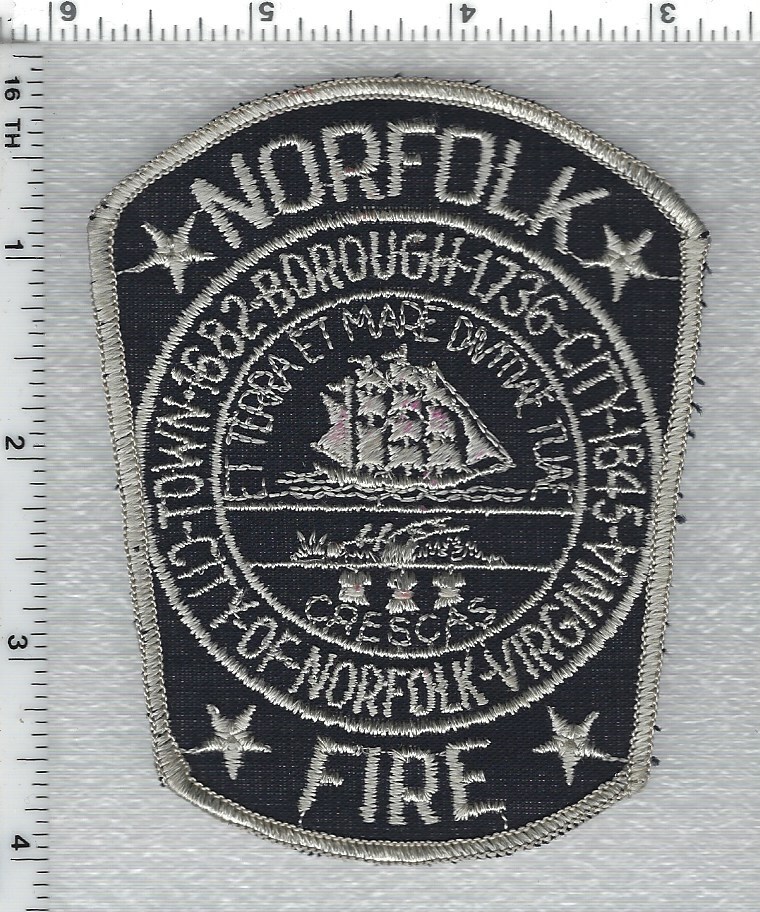 6 5 4 3
16 TH
1
2
3
4
NORFOLK
TOWN-1682-BOROUGH-1736-CITY-1845-
CITY-OF-NORFOLK-VIRGINIA-
ET TERRA ET MARE DIVITIAE TUAE
CRESCAS
FIRE